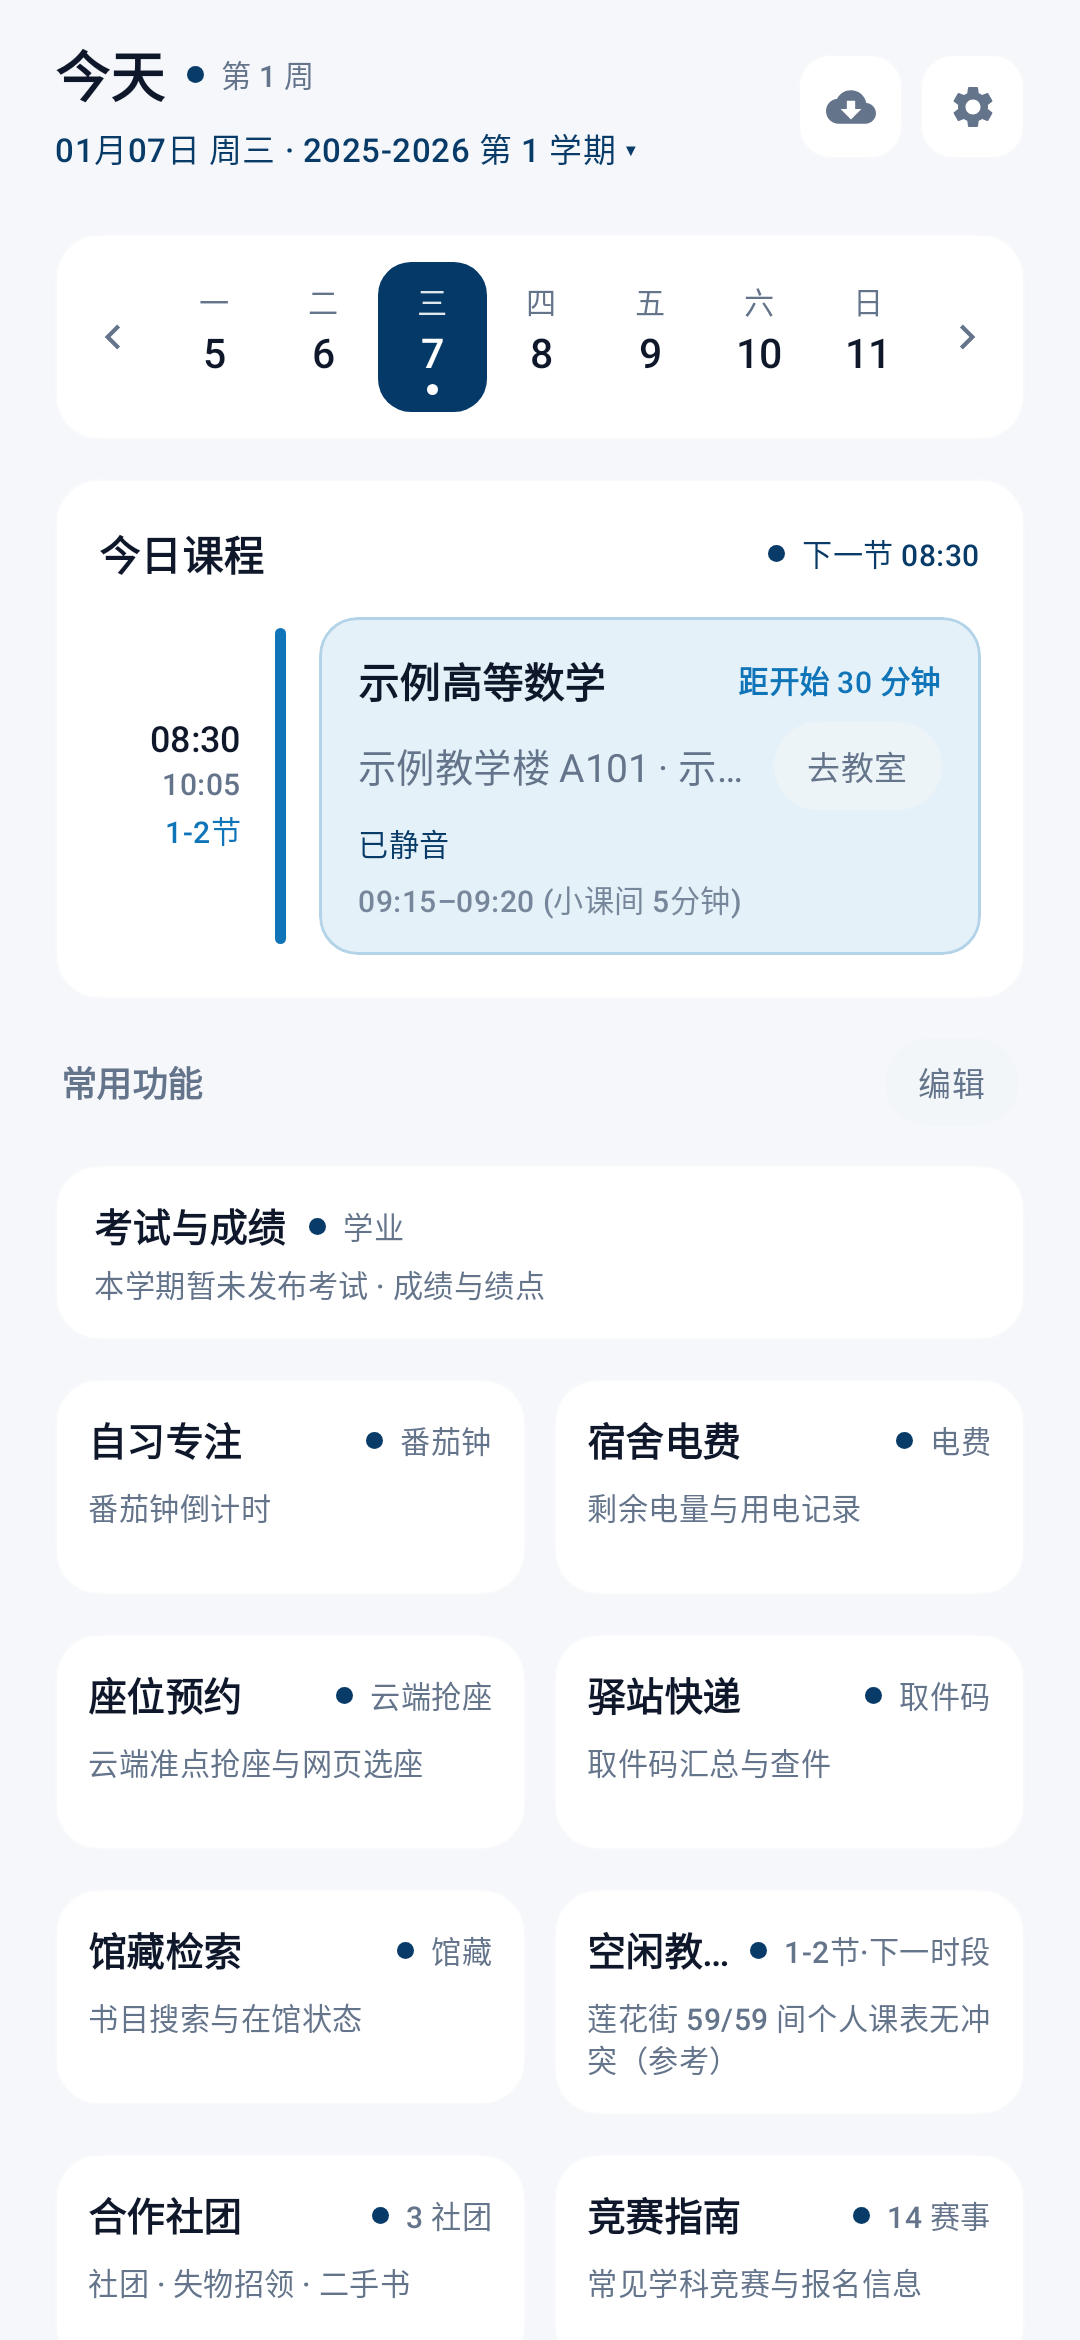 今天 第 1 周
01月07日 周三 · 2025-2026 第 1 学期 ▾
一 二 三 四 五 六 日
5 6 7 8 9 10 11
今日课程 下一节 08:30
示例高等数学 距开始 30 分钟
08:30
10:05
1-2节
示例教学楼 A101 · 示… 去教室
已静音
09:15–09:20 (小课间 5分钟)
常用功能 编辑
考试与成绩 学业
本学期暂未发布考试 · 成绩与绩点
自习专注 番茄钟
番茄钟倒计时
宿舍电费 电费
剩余电量与用电记录
座位预约 云端抢座
云端准点抢座与网页选座
驿站快递 取件码
取件码汇总与查件
馆藏检索 馆藏
书目搜索与在馆状态
空闲教… 1-2节·下一时段
莲花街 59/59 间个人课表无冲
突（参考）
合作社团 3 社团
社团 · 失物招领 · 二手书
竞赛指南 14 赛事
常见学科竞赛与报名信息